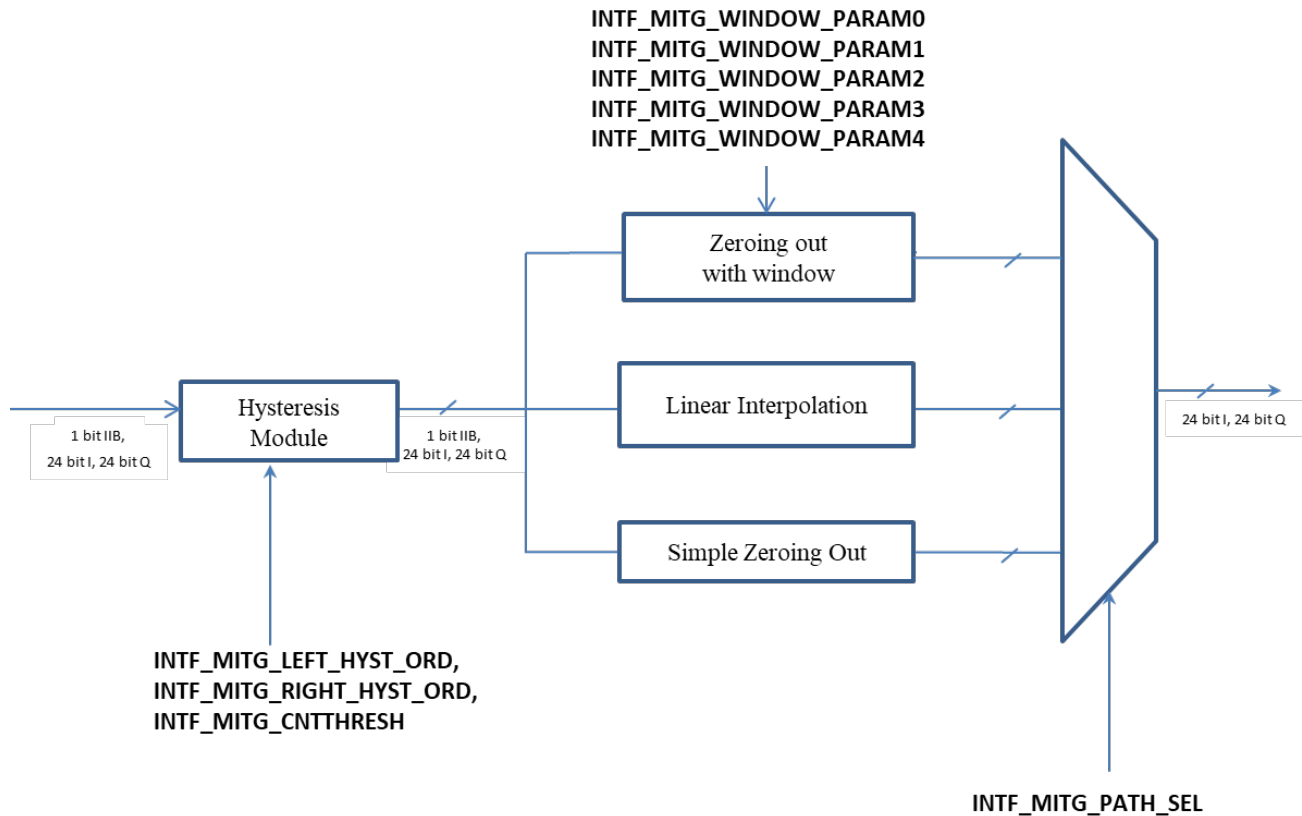 INTF_MITG_WINDOW_PARAM0
INTF_MITG_WINDOW_PARAM1
INTF_MITG_WINDOW_PARAM2
INTF_MITG_WINDOW_PARAM3
INTF_MITG_WINDOW_PARAM4
Zeroing out
with window
Hysteresis
Module
Linear Interpolation
1 bit IIB,
24 bit I, 24 bit Q
1 bit IIB,
24 bit I, 24 bit Q
24 bit I, 24 bit Q
Simple Zeroing Out
INTF_MITG_LEFT_HYST_ORD,
INTF_MITG_RIGHT_HYST_ORD,
INTF_MITG_CNTTHRESH
INTF_MITG_PATH_SEL